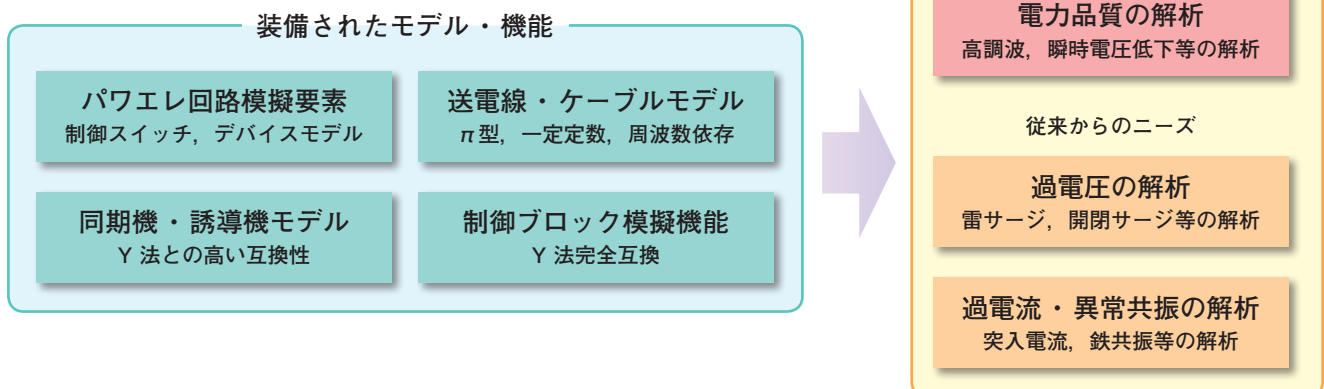 装備されたモデル・機能
パワエレ回路模擬要素
制御スイッチ，デバイスモデル
送電線・ケーブルモデル
π型，一定定数，周波数依存
同期機・誘導機モデル
Y 法との高い互換性
制御ブロック模擬機能
Y 法完全互換
電力品質の解析
高調波，瞬時電圧低下等の解析
従来からのニーズ
過電圧の解析
雷サージ，開閉サージ等の解析
過電流・異常共振の解析
突入電流，鉄共振等の解析